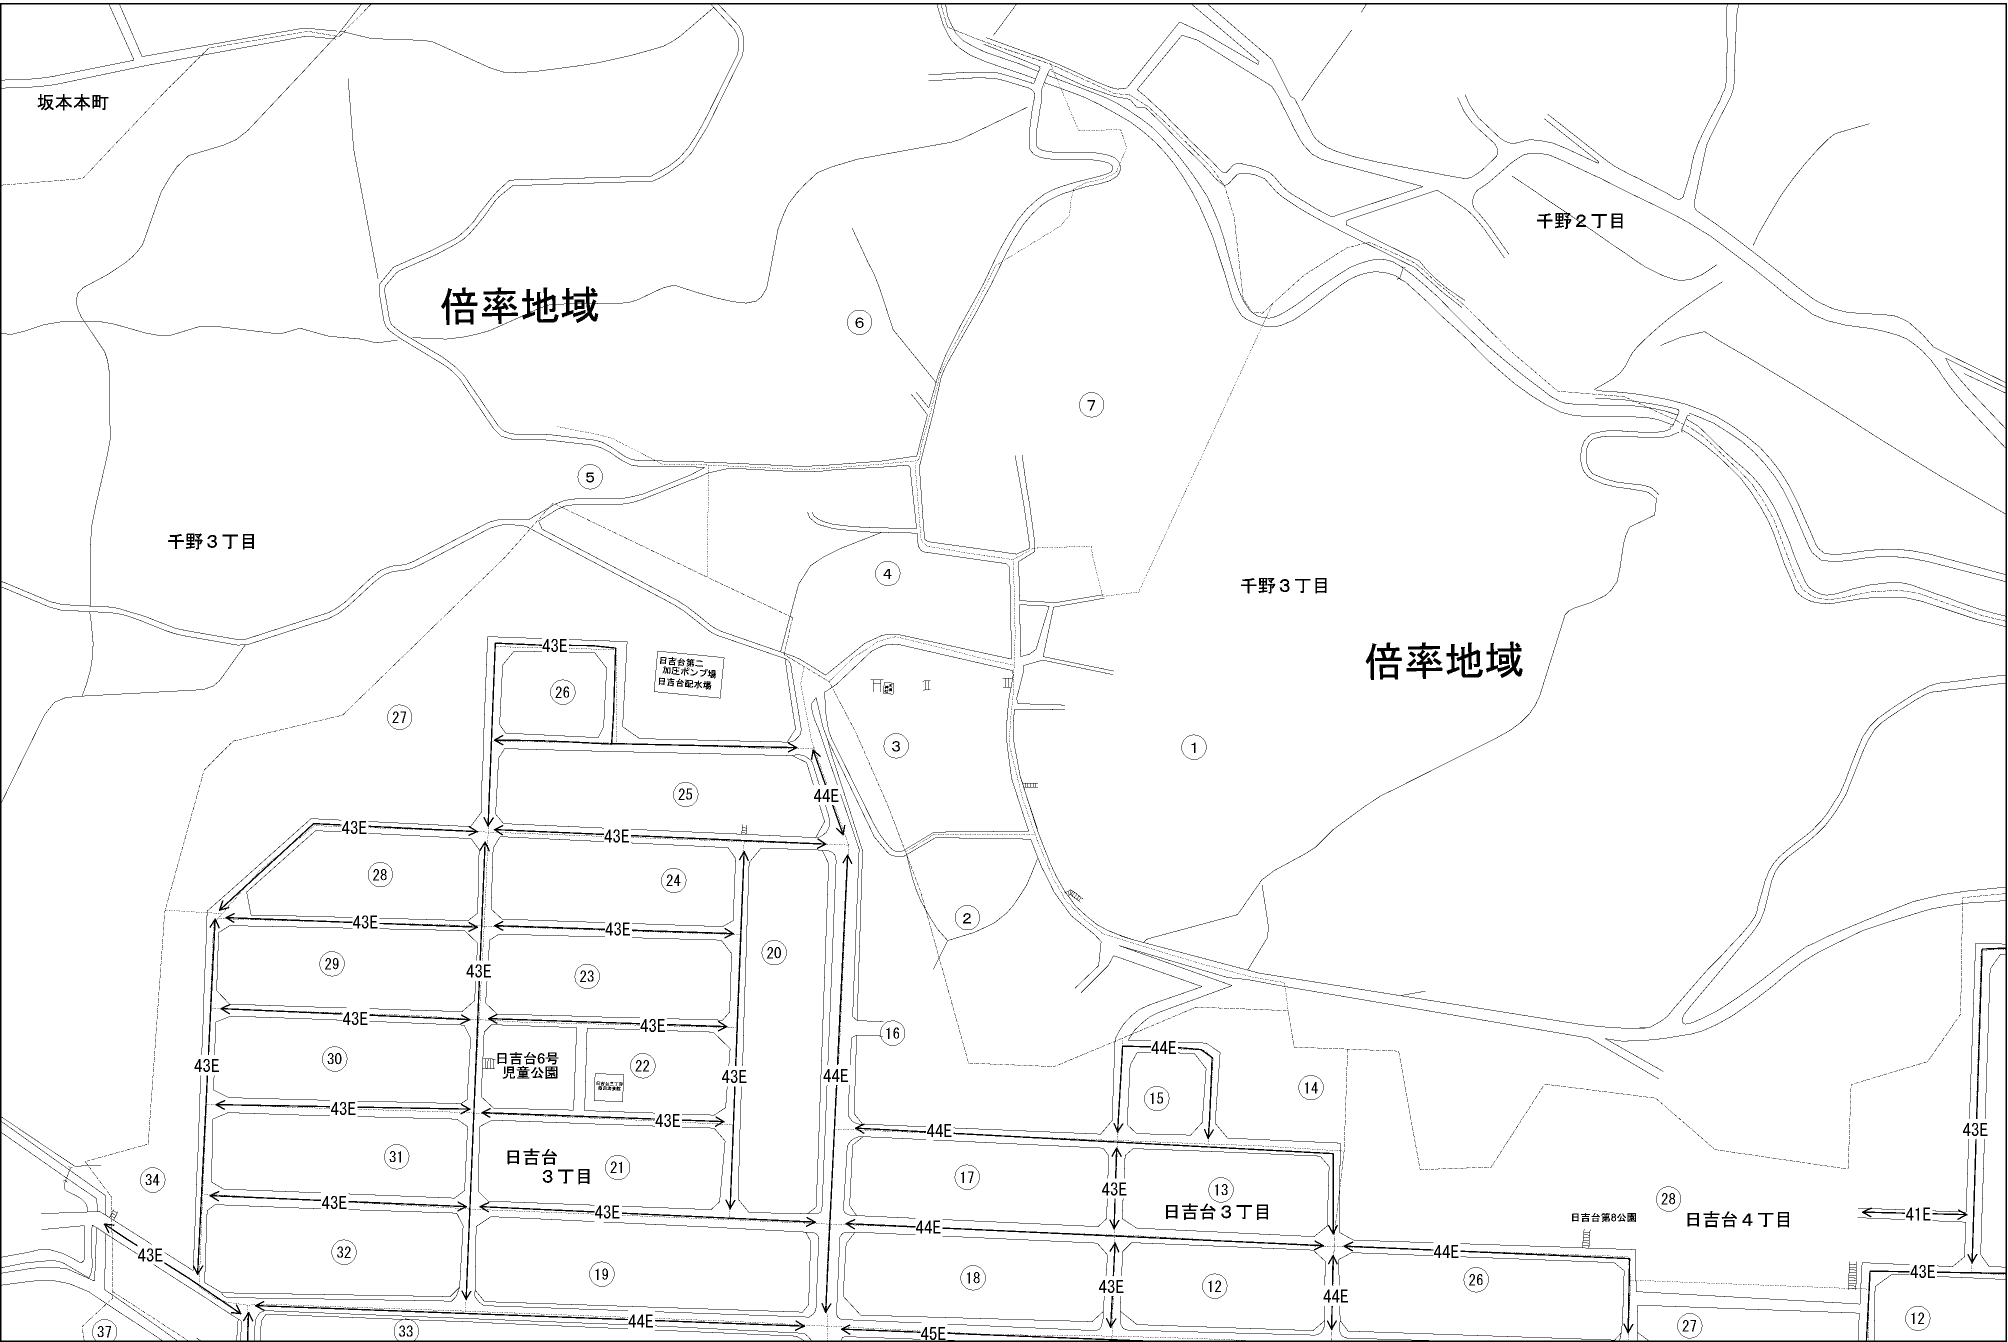 坂本本町
千野２丁目
倍率地域
6
7
5
千野３丁目
4
千野３丁目
倍率地域
43E
日吉台第二
加圧ポンプ場
日吉台配水場
26
27
3
1
25
44E
43E
43E
28
24
43E
43E
2
20
29
43E
23
43E
43E
16
30
日吉台6号
児童公園
22
43E
43E
44E
44E
15
14
43E
43E
44E
43E
31
日吉台
３丁目
21
17
43E
13
日吉台３丁目
34
28
日吉台第8公園
日吉台４丁目
41E
43E
43E
44E
43E
32
44E
19
18
43E
12
44E
26
43E
12
37
33
44E
45E
27